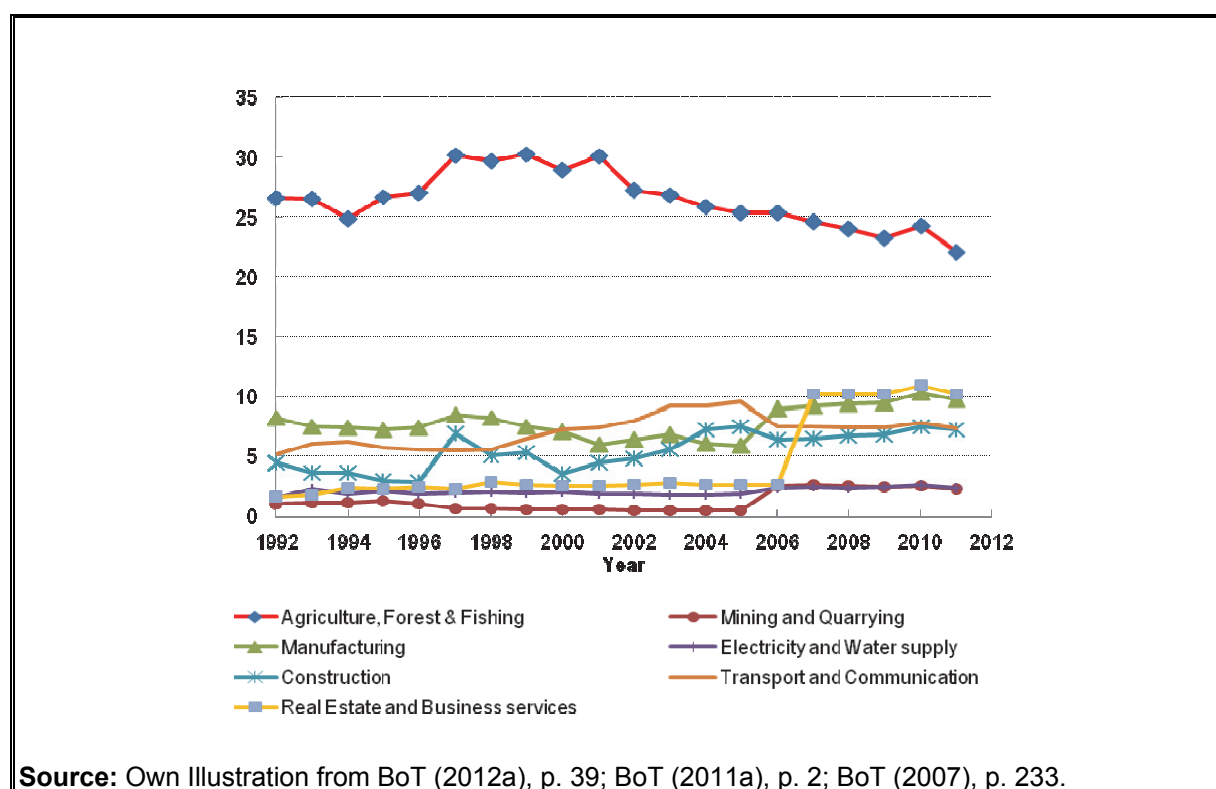 35
30
25
20
15
10
5
0
1992 1994 1996 1998 2000 2002 2004 2006 2008 2010 2012
Year
Agriculture, Forest & Fishing
Mining and Quarrying
Manufacturing
Electricity and Water supply
Construction
Transport and Communication
Real Estate and Business services
Source: Own Illustration from BoT (2012a), p. 39; BoT (2011a), p. 2; BoT (2007), p. 233.